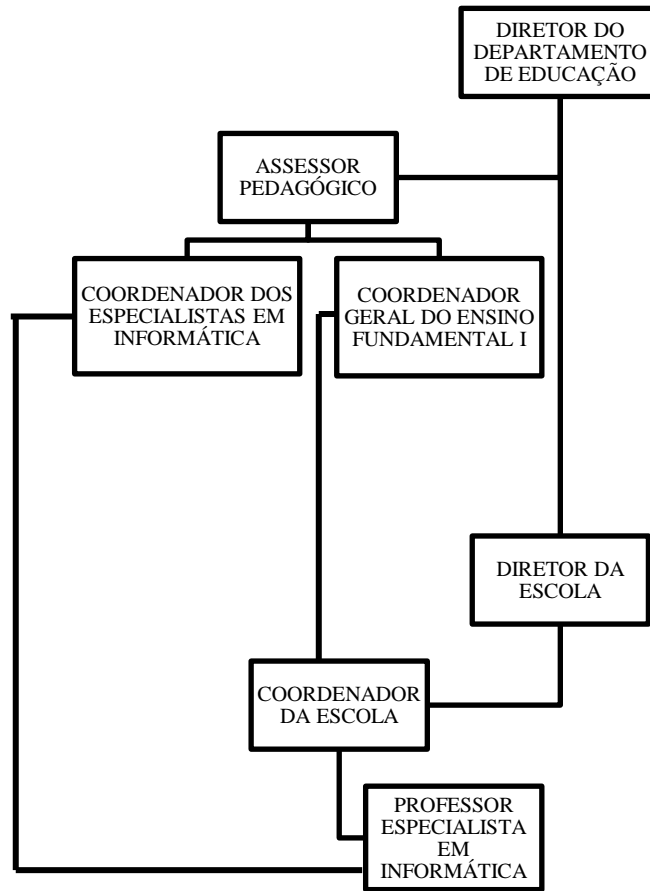 DIRETOR DO
DEPARTAMENTO
DE EDUCAÇÃO
ASSESSOR
PEDAGÓGICO
COORDENADOR DOS
ESPECIALISTAS EM
INFORMÁTICA
COORDENADOR
GERAL DO ENSINO
FUNDAMENTAL I
DIRETOR DA
ESCOLA
COORDENADOR
DA ESCOLA
PROFESSOR
ESPECIALISTA
EM
INFORMÁTICA